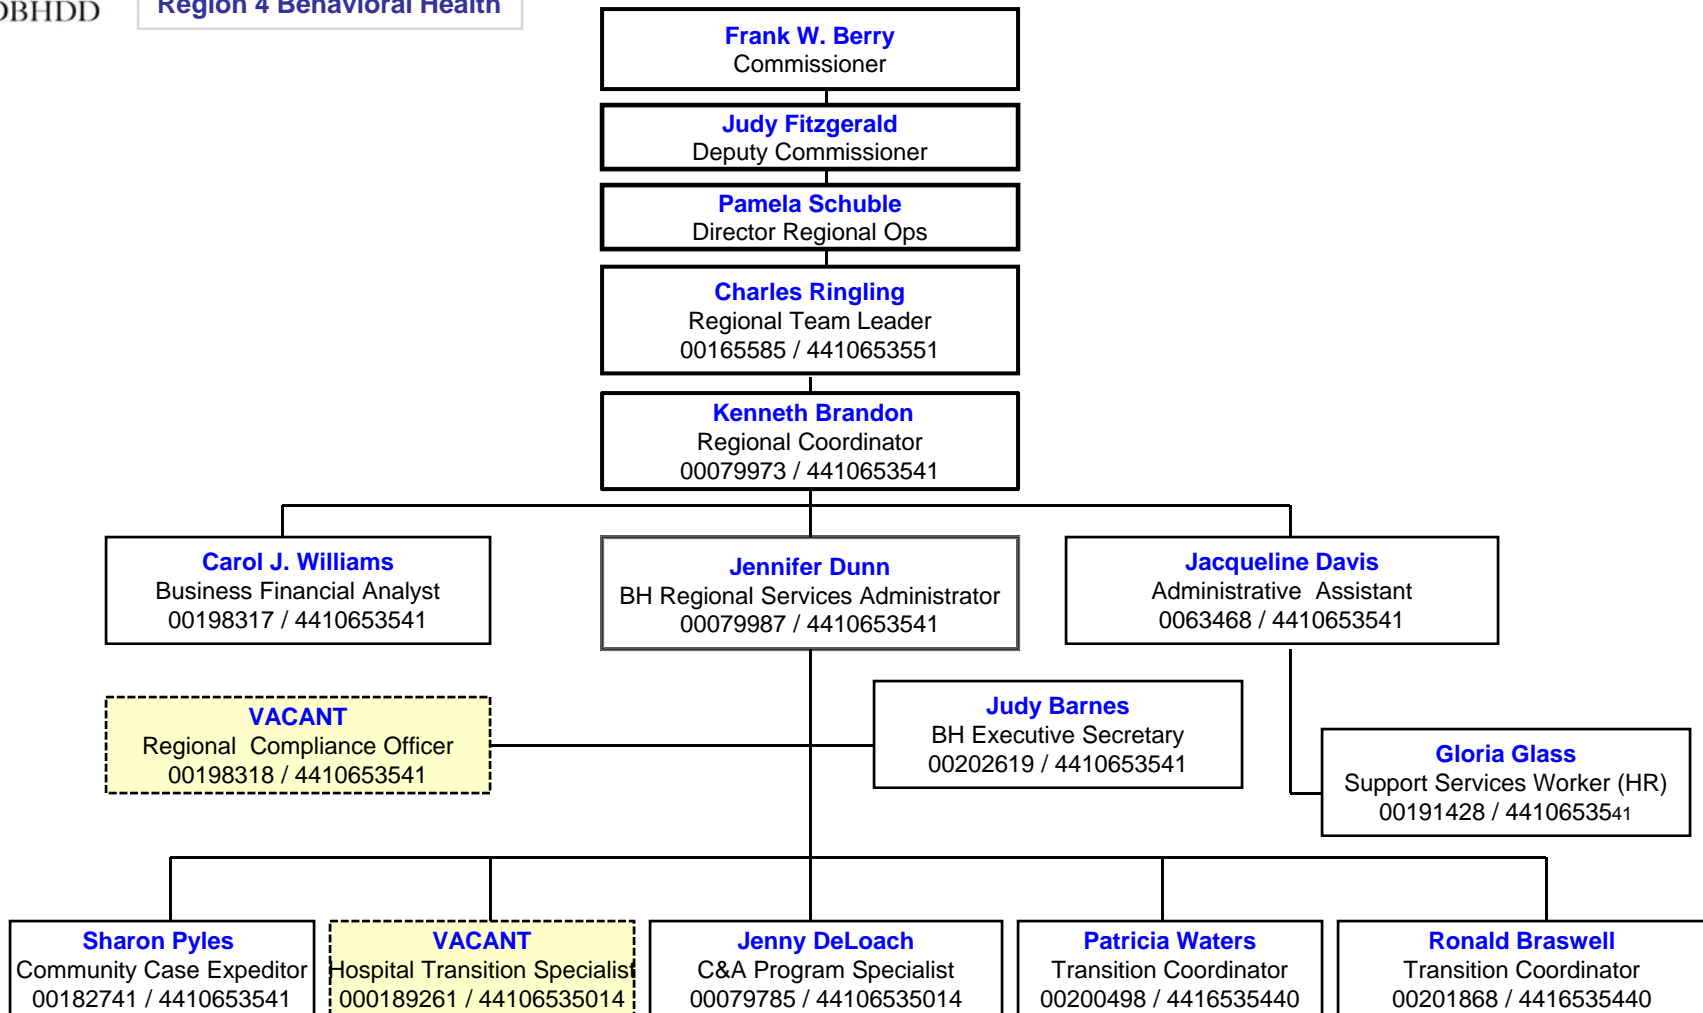 DBHDD
Region 4 Behavioral Health
Frank W. Berry
Commissioner
Judy Fitzgerald
Deputy Commissioner
Pamela Schuble
Director Regional Ops
Charles Ringling
Regional Team Leader
00165585 / 4410653551
Kenneth Brandon
Regional Coordinator
00079973 / 4410653541
Carol J. Williams
Business Financial Analyst
00198317 / 4410653541
Jennifer Dunn
BH Regional Services Administrator
00079987 / 4410653541
Jacqueline Davis
Administrative  Assistant
0063468 / 4410653541
VACANT
Regional  Compliance Officer
00198318 / 4410653541
Judy Barnes
BH Executive Secretary
00202619 / 4410653541
Gloria Glass
Support Services Worker (HR)
00191428 / 4410653541
Sharon Pyles
Community Case Expeditor
00182741 / 4410653541
VACANT
Hospital Transition Specialist
000189261 / 44106535014
Jenny DeLoach
C&A Program Specialist
00079785 / 44106535014
Patricia Waters
Transition Coordinator
00200498 / 4416535440
Ronald Braswell
Transition Coordinator
00201868 / 4416535440